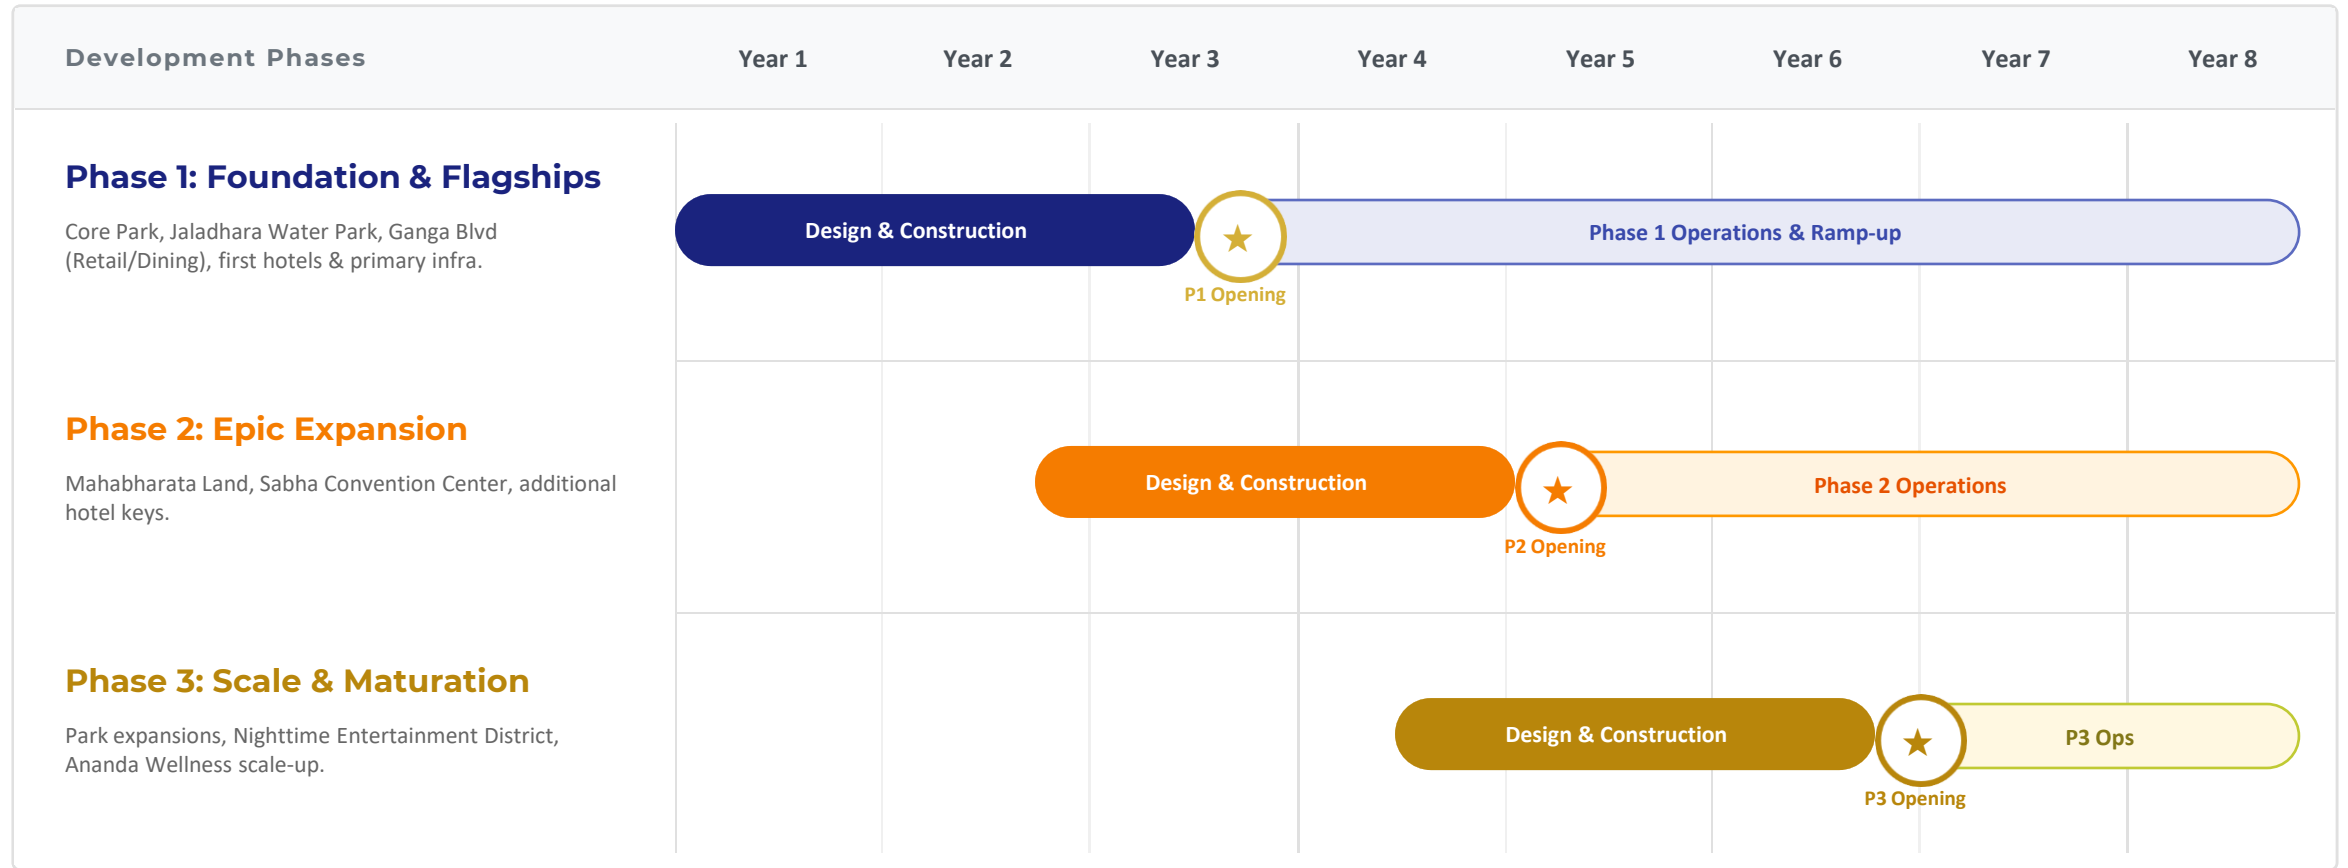 Development Phases Year 1 Year 2 Year 3 Year 4 Year 5 Year 6 Year 7 Year 8
Phase 1: Foundation & Flagships
Core Park, Jaladhara Water Park, Ganga Blvd
(Retail/Dining), first hotels & primary infra.
Design & Construction
Phase 1 Operations & Ramp-up
P1 Opening
Phase 2: Epic Expansion
Mahabharata Land, Sabha Convention Center, additional
hotel keys.
Design & Construction
Phase 2 Operations
P2 Opening
Phase 3: Scale & Maturation
Park expansions, Nighttime Entertainment District,
Ananda Wellness scale-up.
Design & Construction
P3 Ops
P3 Opening